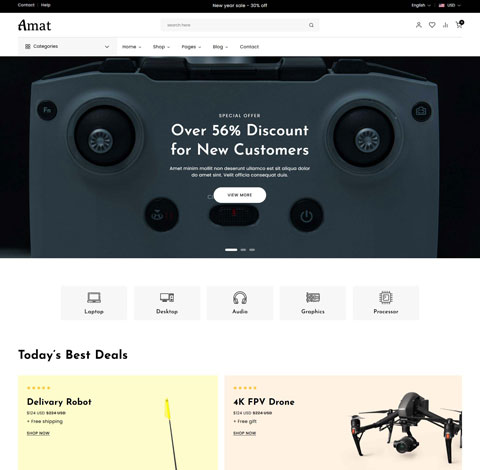 Contact Help
New year sale - 30% off
English USD
Amat
search here
0
Categories
Home Shop Pages Blog Contact
Fn
SPECIAL OFFER
Over 56% Discount
for New Customers
Amet minim mollit non deserunt ullamco est sit aliqua dolor
do amet sint. Velit officia consequat duis.
VIEW MORE
Laptop Desktop Audio Graphics Processor
Today's Best Deals
Delivery Robot
$124 USD $224 USD
+ Free shipping
SHOP NOW
4K FPV Drone
$124 USD $224 USD
+ Free gift
SHOP NOW